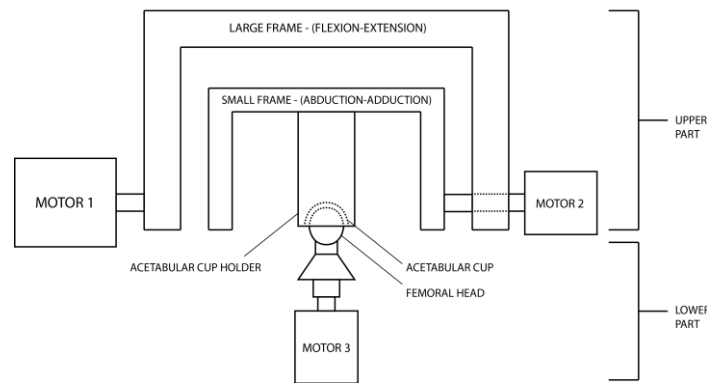 LARGE FRAME - (FLEXION-EXTENSION)
SMALL FRAME - (ABDUCTION-ADDUCTION)
UPPER
PART
MOTOR 1
MOTOR 2
ACETABULAR CUP HOLDER
ACETABULAR CUP
FEMORAL HEAD
LOWER
PART
MOTOR 3